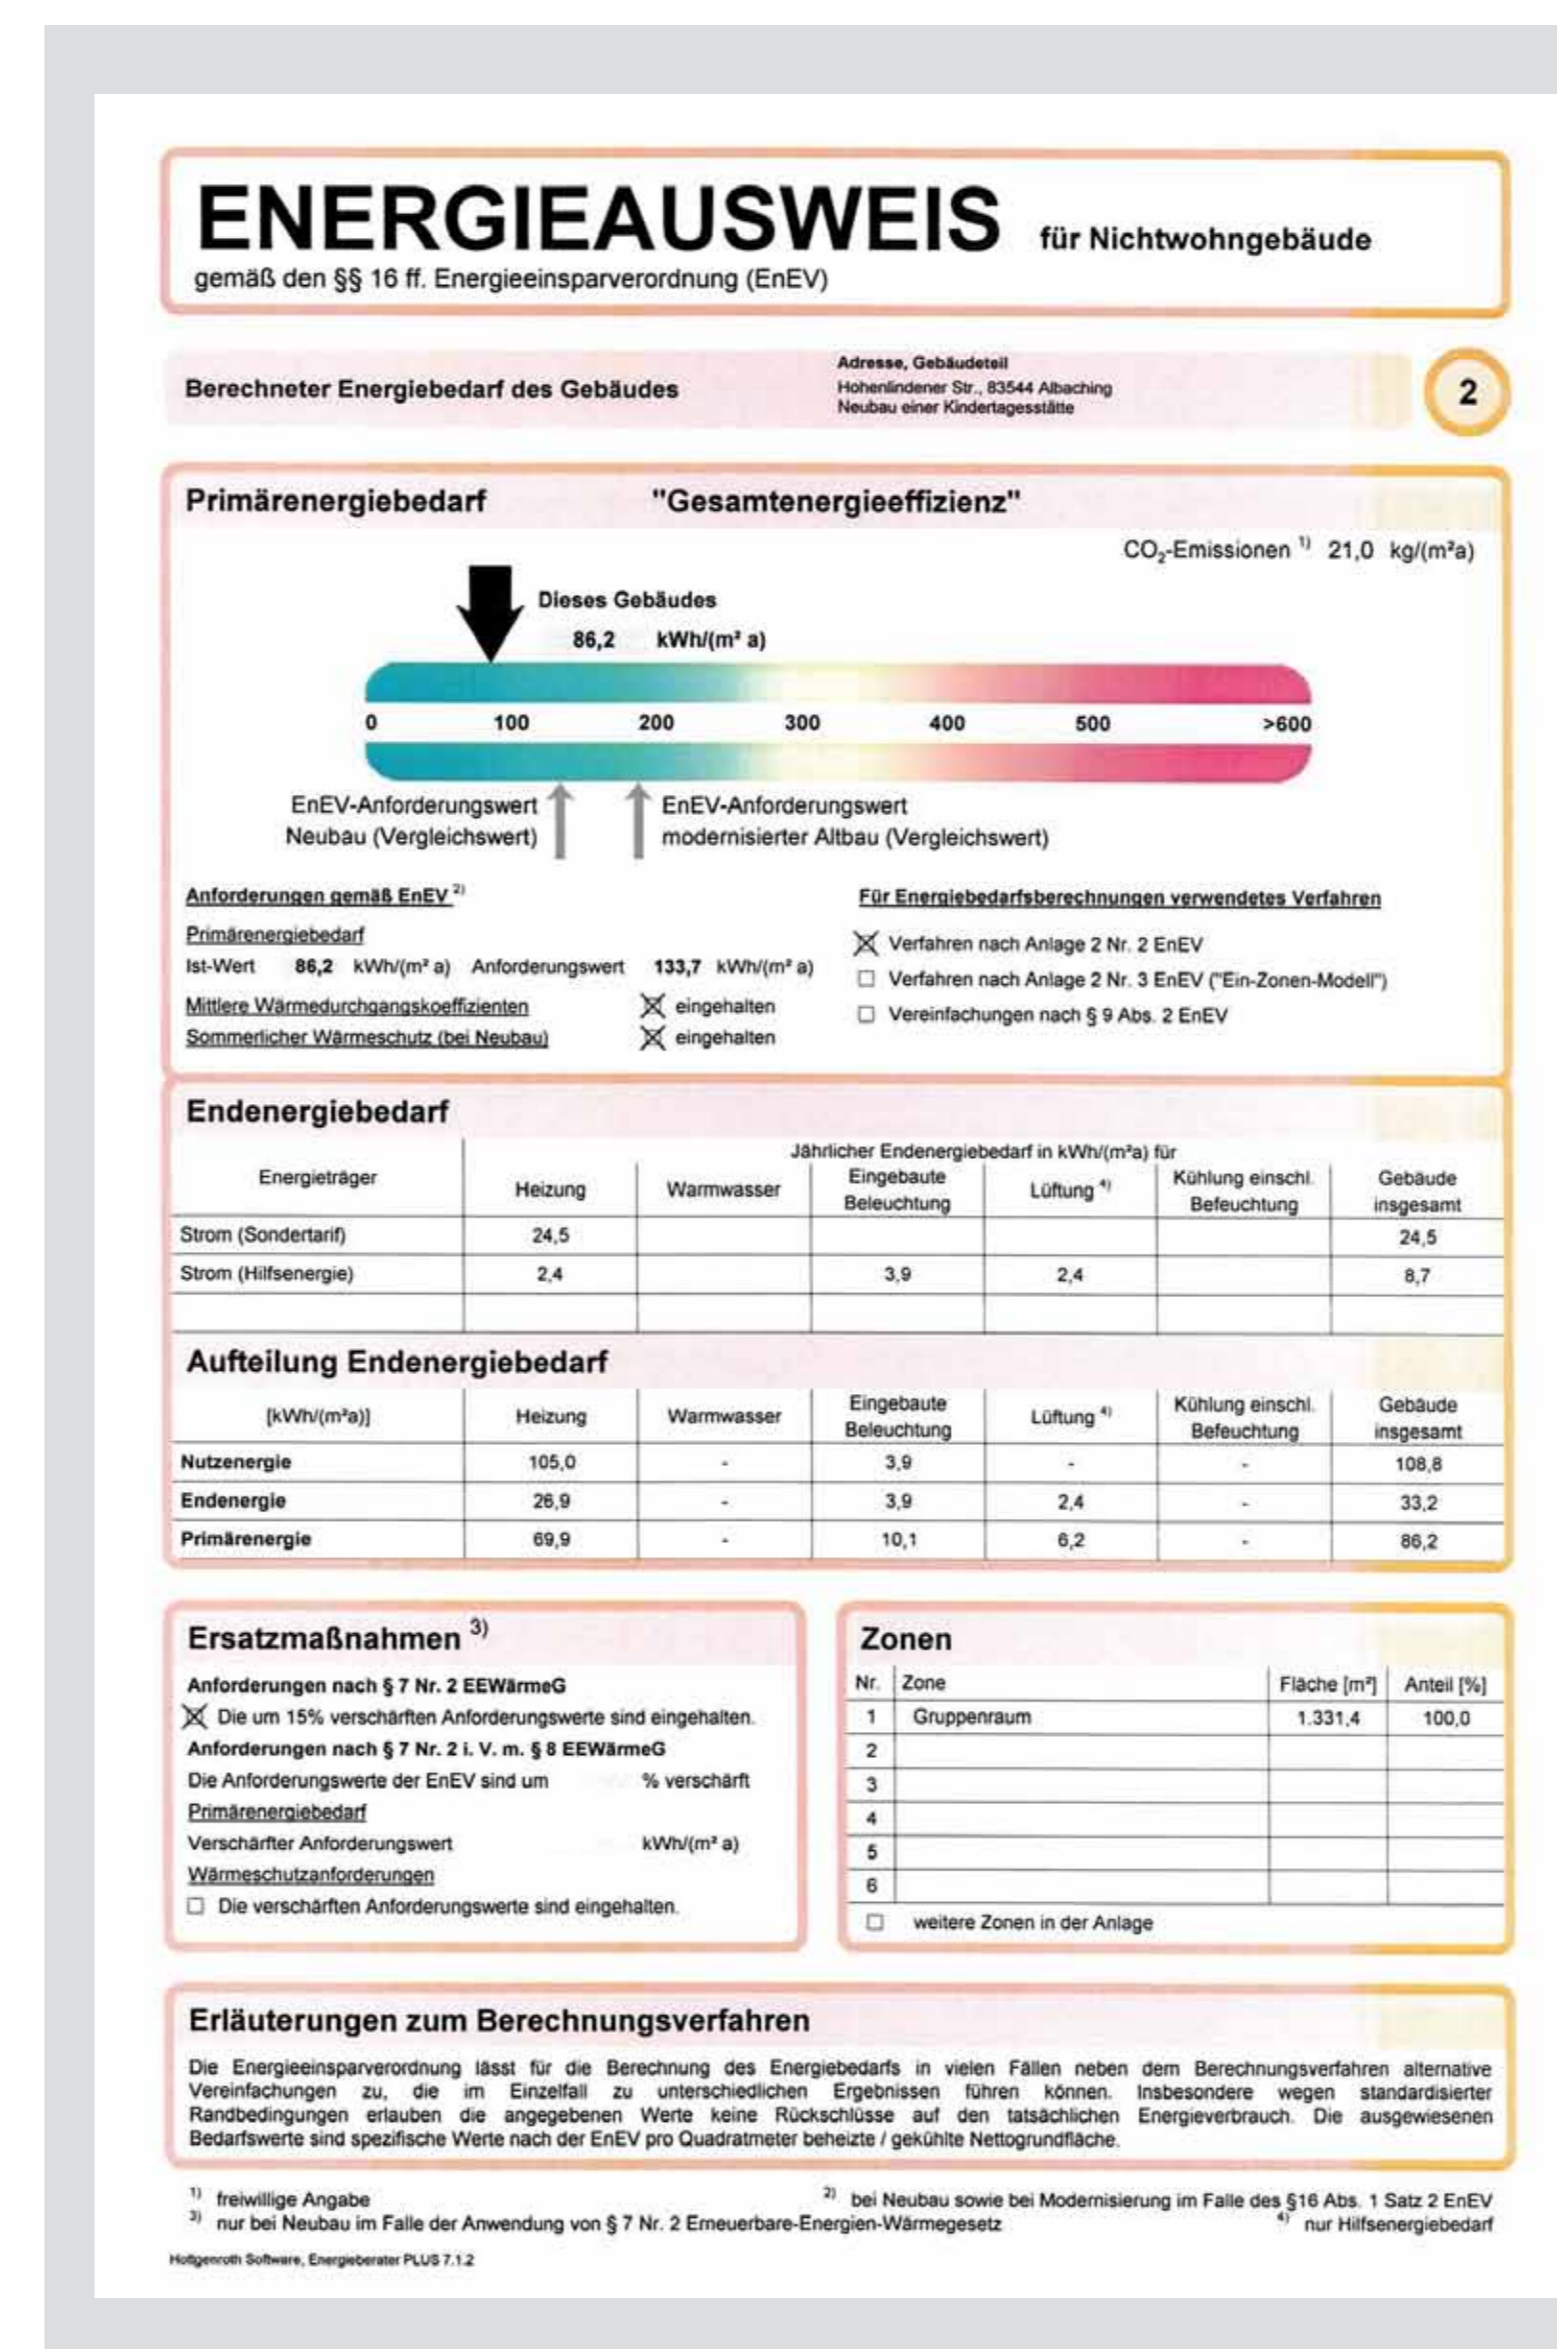 ENERGIEAUSWEIS für Nichtwohngebäude
gemäß den §§ 16 ff. Energieeinsparverordnung (EnEV)
Berechneter Energiebedarf des Gebäudes
Adresse, Gebäudeteil
Hohenlindener Str., 83544 Albaching
Neubau einer Kindertagesstätte
2
Primärenergiebedarf "Gesamtenergieeffizienz"
CO₂-Emissionen ¹⁾ 21,0 kg/(m²a)
Dieses Gebäudes
86,2 kWh/(m² a)
0 100 200 300 400 500 >600
EnEV-Anforderungswert
Neubau (Vergleichswert)
EnEV-Anforderungswert
modernisierter Altbau (Vergleichswert)
Anforderungen gemäß EnEV ²⁾
Primärenergiebedarf
Ist-Wert 86,2 kWh/(m² a) Anforderungswert 133,7 kWh/(m² a)
Mittlere Wärmedurchgangskoeffizienten ☒ eingehalten
Sommerlicher Wärmeschutz (bei Neubau) ☒ eingehalten
Für Energiebedarfsberechnungen verwendetes Verfahren
☒ Verfahren nach Anlage 2 Nr. 2 EnEV
☐ Verfahren nach Anlage 2 Nr. 3 EnEV ("Ein-Zonen-Modell")
☐ Vereinfachungen nach § 9 Abs. 2 EnEV
Endenergiebedarf
Jährlicher Endenergiebedarf in kWh/(m²a) für
Energieträger Heizung Warmwasser Eingebaute Beleuchtung Lüftung ⁴⁾ Kühlung einschl. Befeuchtung Gebäude insgesamt
Strom (Sondertarif) 24,5 24,5
Strom (Hilfsenergie) 2,4 3,9 2,4 8,7
Aufteilung Endenergiebedarf
[kWh/(m²a)] Heizung Warmwasser Eingebaute Beleuchtung Lüftung ⁴⁾ Kühlung einschl. Befeuchtung Gebäude insgesamt
Nutzenergie 105,0 - 3,9 - - 108,8
Endenergie 26,9 - 3,9 2,4 - 33,2
Primärenergie 69,9 - 10,1 6,2 - 86,2
Ersatzmaßnahmen ³⁾
Anforderungen nach § 7 Nr. 2 EEWärmeG
☒ Die um 15% verschärften Anforderungswerte sind eingehalten.
Anforderungen nach § 7 Nr. 2 i. V. m. § 8 EEWärmeG
Die Anforderungswerte der EnEV sind um % verschärft
Primärenergiebedarf
Verschärfter Anforderungswert kWh/(m² a)
Wärmeschutzanforderungen
☐ Die verschärften Anforderungswerte sind eingehalten.
Zonen
Nr. Zone Fläche [m²] Anteil [%]
1 Gruppenraum 1.331,4 100,0
2
3
4
5
6
☐ weitere Zonen in der Anlage
Erläuterungen zum Berechnungsverfahren
Die Energieeinsparverordnung lässt für die Berechnung des Energiebedarfs in vielen Fällen neben dem Berechnungsverfahren alternative
Vereinfachungen zu, die im Einzelfall zu unterschiedlichen Ergebnissen führen können. Insbesondere wegen standardisierter
Randbedingungen erlauben die angegebenen Werte keine Rückschlüsse auf den tatsächlichen Energieverbrauch. Die ausgewiesenen
Bedarfswerte sind spezifische Werte nach der EnEV pro Quadratmeter beheizte / gekühlte Nettogrundfläche.
¹⁾ freiwillige Angabe ²⁾ bei Neubau sowie bei Modernisierung im Falle des §16 Abs. 1 Satz 2 EnEV
³⁾ nur bei Neubau im Falle der Anwendung von § 7 Nr. 2 Erneuerbare-Energien-Wärmegesetz ⁴⁾ nur Hilfsenergiebedarf
Hottgenroth Software, Energieberater PLUS 7.1.2